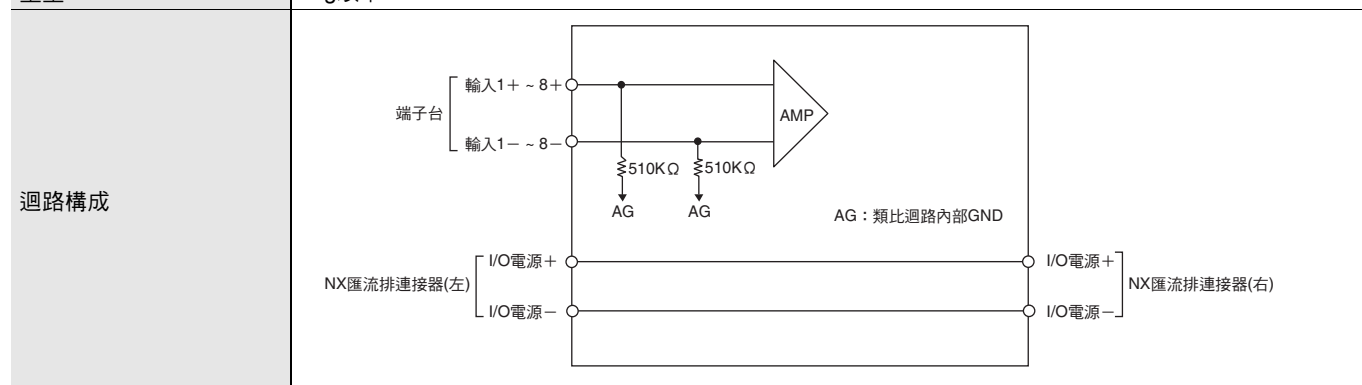 迴路構成
端子台
輸入1+ ~ 8+
輸入1- ~ 8-
AMP
510KΩ
510KΩ
AG
AG
AG:類比迴路內部GND
NX匯流排連接器(左)
I/O電源+
I/O電源-
I/O電源+
I/O電源-
NX匯流排連接器(右)